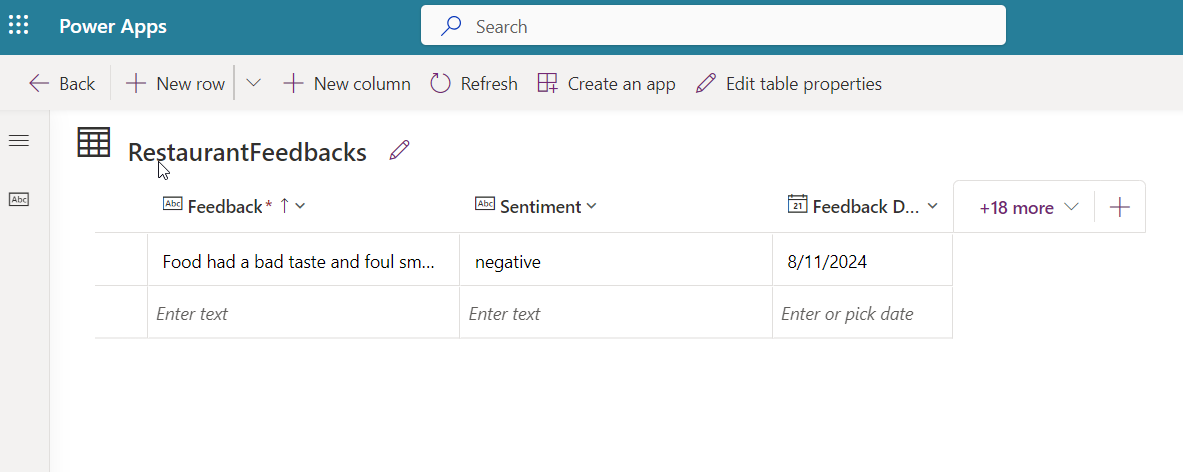 Power Apps
Search
Back
New row
New column
Refresh
Create an app
Edit table properties
RestaurantFeedbacks
Abc
Abc Feedback* ↑
Abc Sentiment
21 Feedback D...
+18 more
Food had a bad taste and foul sm...
negative
8/11/2024
Enter text
Enter text
Enter or pick date